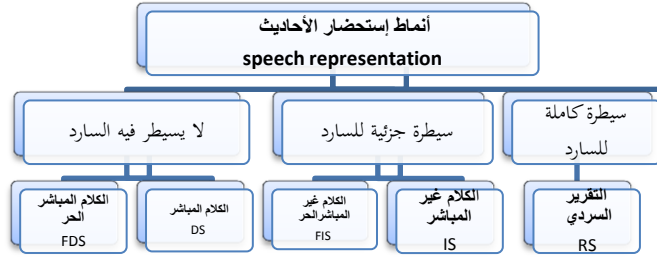 أنماط إستحضار الأحاديث
speech representation
سيطرة كاملة
للسارد
سيطرة جزئية للسارد
لا يسيطر فيه السارد
التقرير
السردي
RS
الكلام غير
المباشر
IS
الكلام غير
المباشرالحر
FIS
الكلام المباشر
DS
الكلام المباشر
الحر
FDS